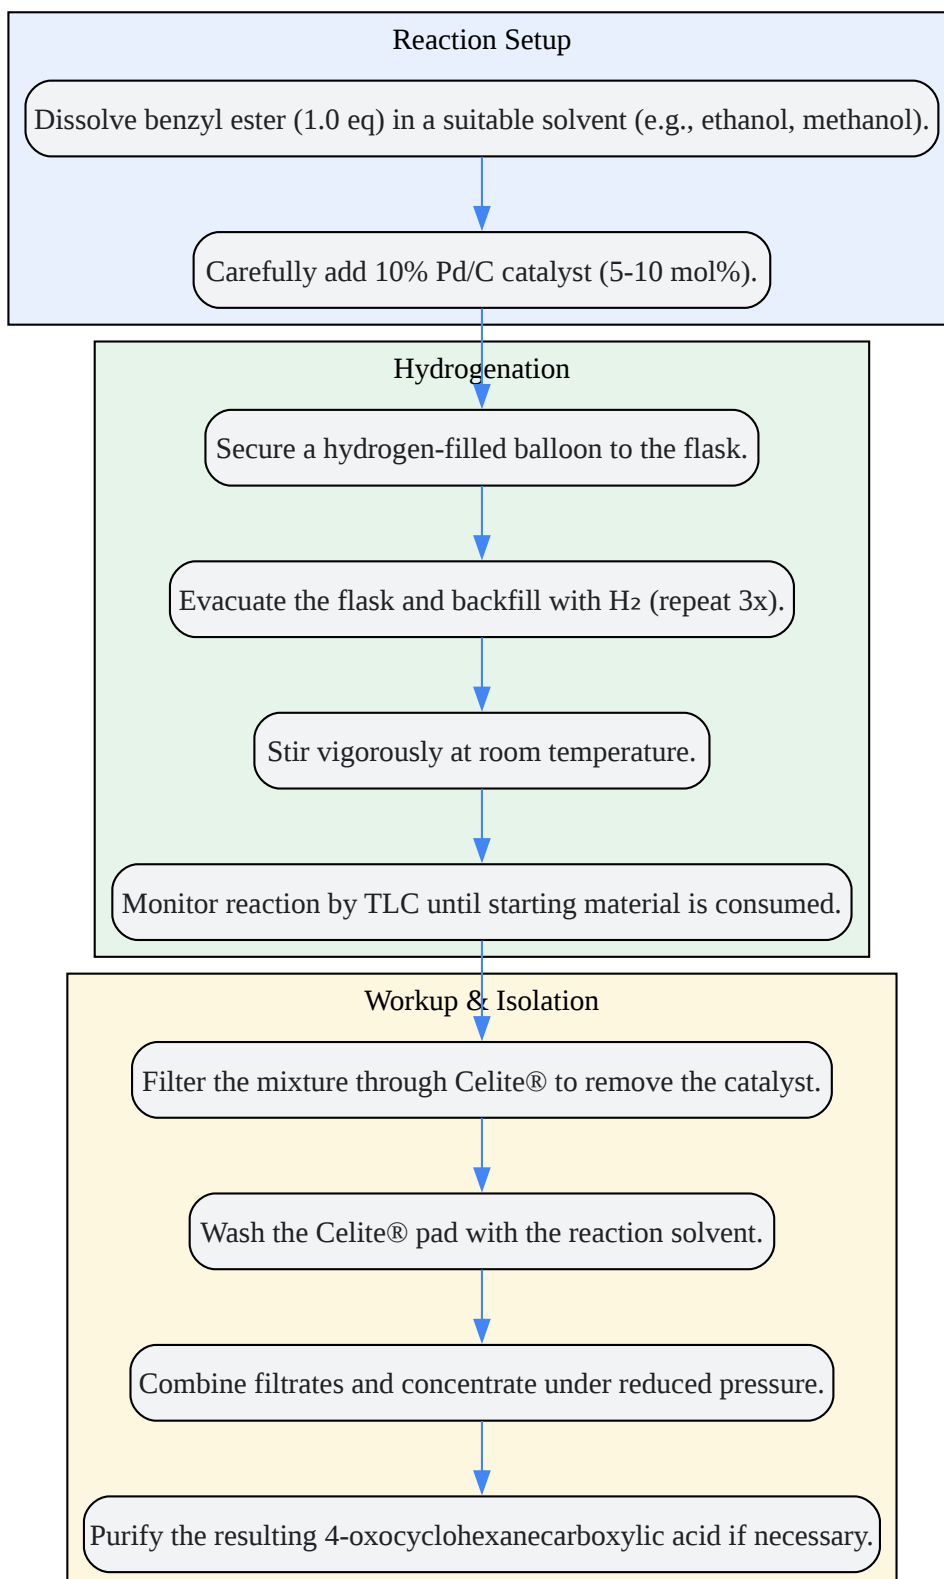 Reaction Setup
Dissolve benzyl ester (1.0 eq) in a suitable solvent (e.g., ethanol, methanol).
Carefully add 10% Pd/C catalyst (5-10 mol%).
Hydrogenation
Secure a hydrogen-filled balloon to the flask.
Evacuate the flask and backfill with H₂ (repeat 3x).
Stir vigorously at room temperature.
Monitor reaction by TLC until starting material is consumed.
Workup & Isolation
Filter the mixture through Celite® to remove the catalyst.
Wash the Celite® pad with the reaction solvent.
Combine filtrates and concentrate under reduced pressure.
Purify the resulting 4-oxocyclohexanecarboxylic acid if necessary.